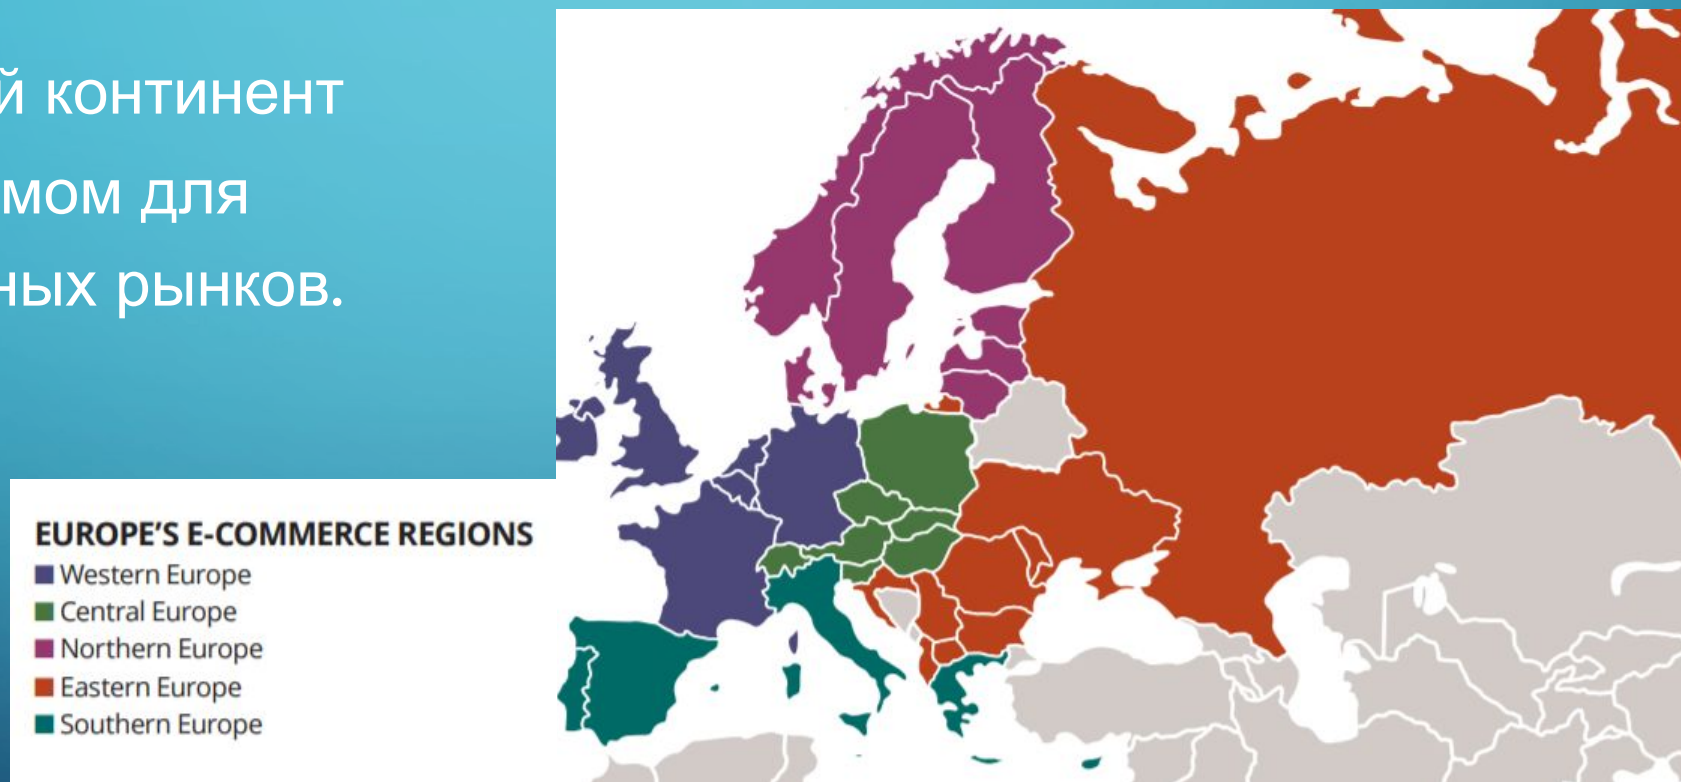 й континент
мом для
ных рынков.
EUROPE'S E-COMMERCE REGIONS
Western Europe
Central Europe
Northern Europe
Eastern Europe
Southern Europe